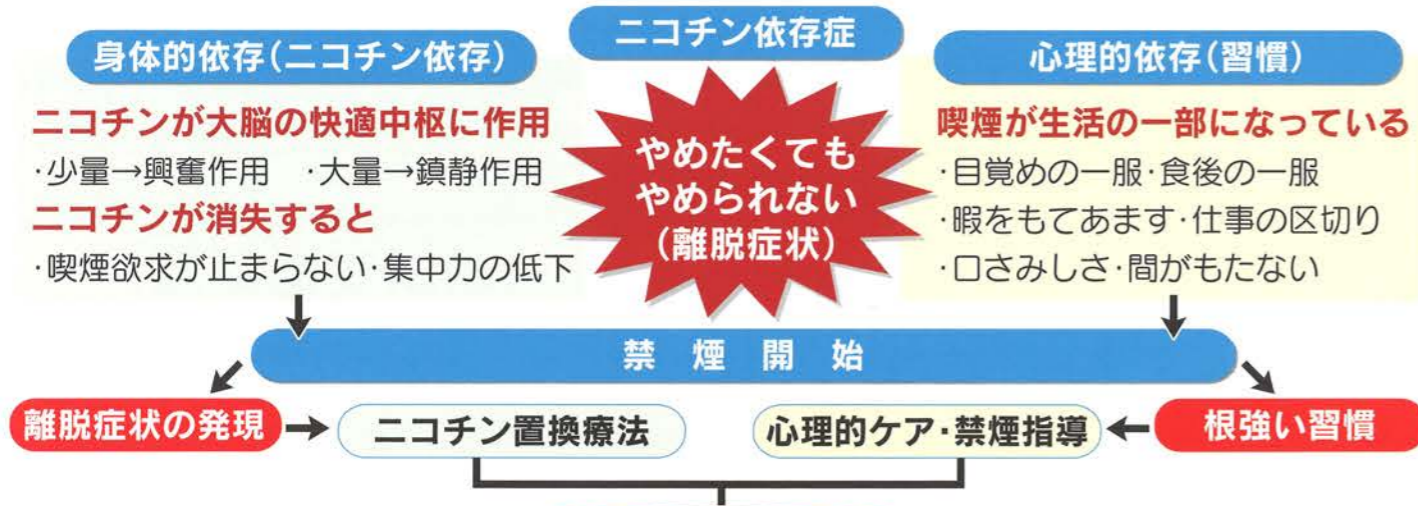 ニコチン依存症
身体的依存(ニコチン依存)
ニコチンが大脳の快適中枢に作用
・少量→興奮作用　・大量→鎮静作用
ニコチンが消失すると
・喫煙欲求が止まらない・集中力の低下
やめたくても
やめられない
(離脱症状)
心理的依存(習慣)
喫煙が生活の一部になっている
・目覚めの一服・食後の一服
・暇をもてあます・仕事の区切り
・口さみしさ・間がもたない
禁煙開始
離脱症状の発現
ニコチン置換療法
心理的ケア・禁煙指導
根強い習慣